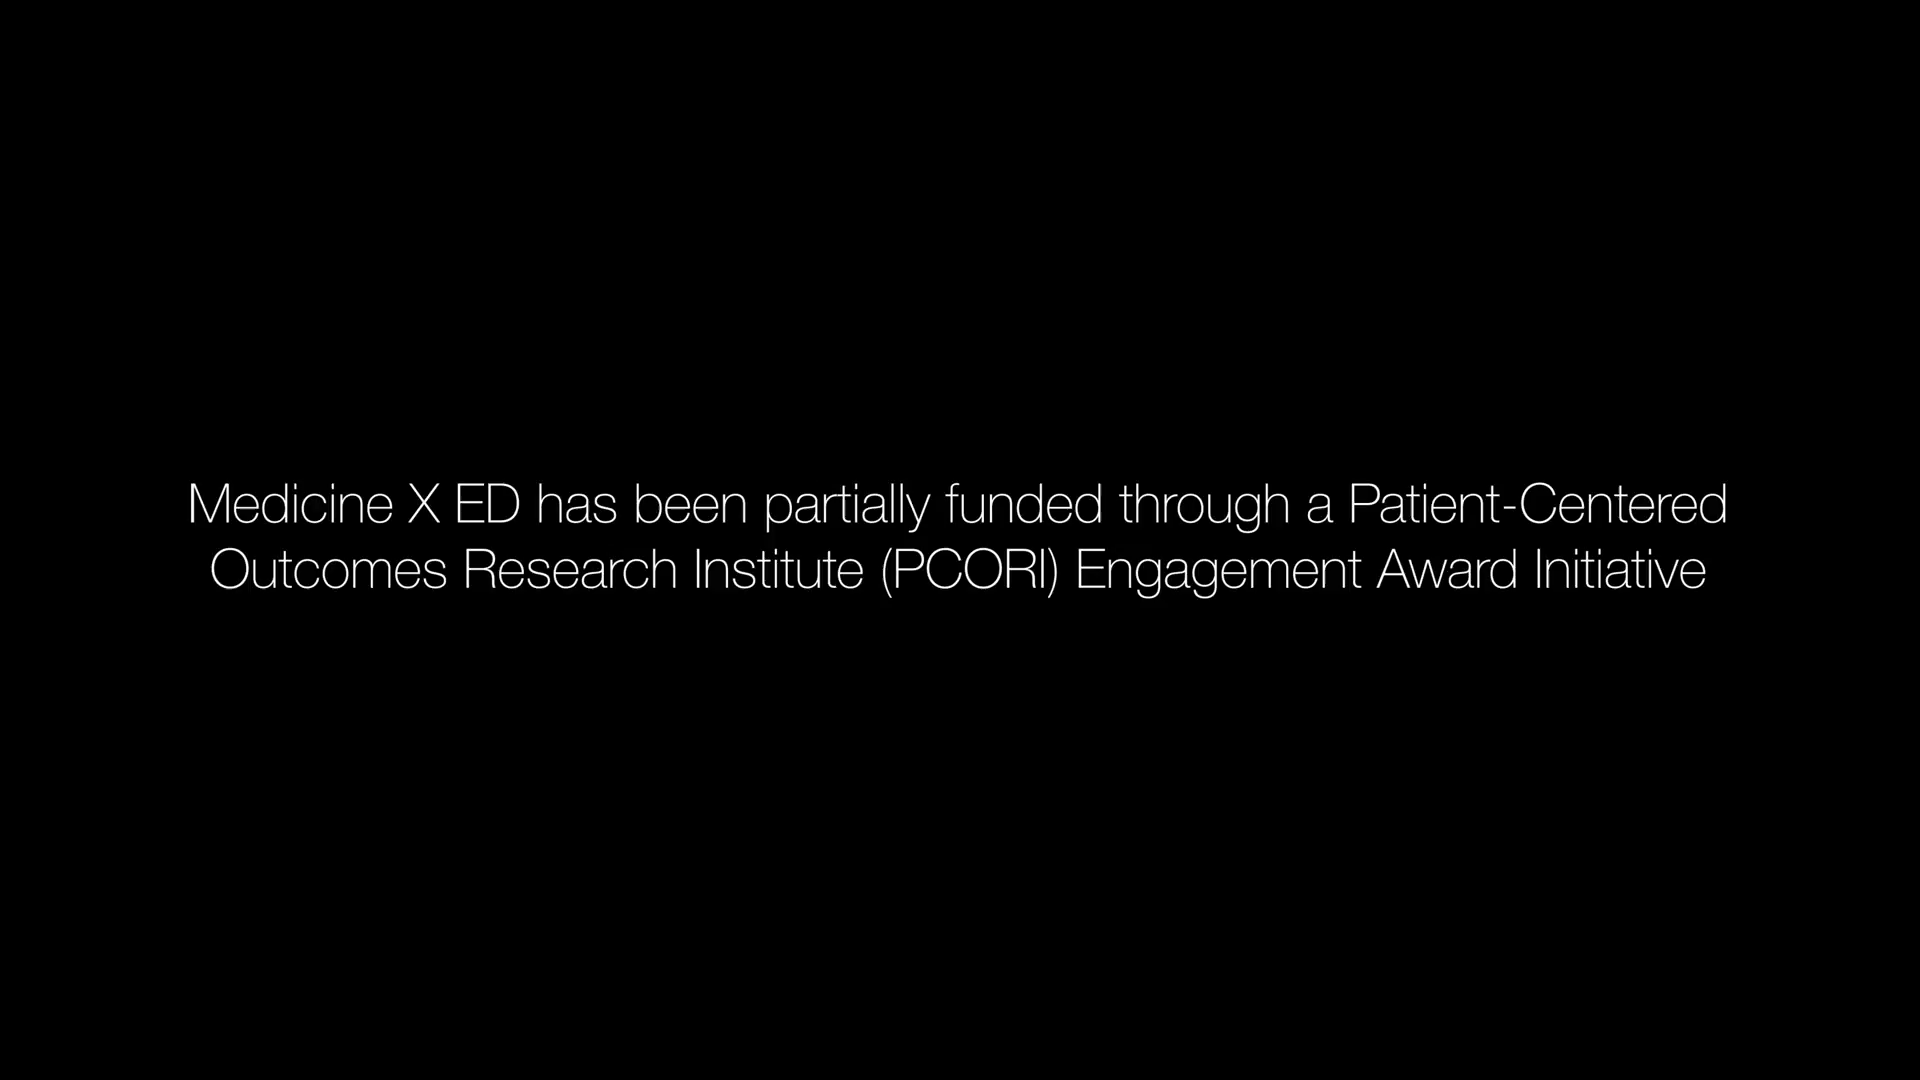 Medicine X ED has been partially funded through a Patient-Centered
Outcomes Research Institute (PCORI) Engagement Award Initiative